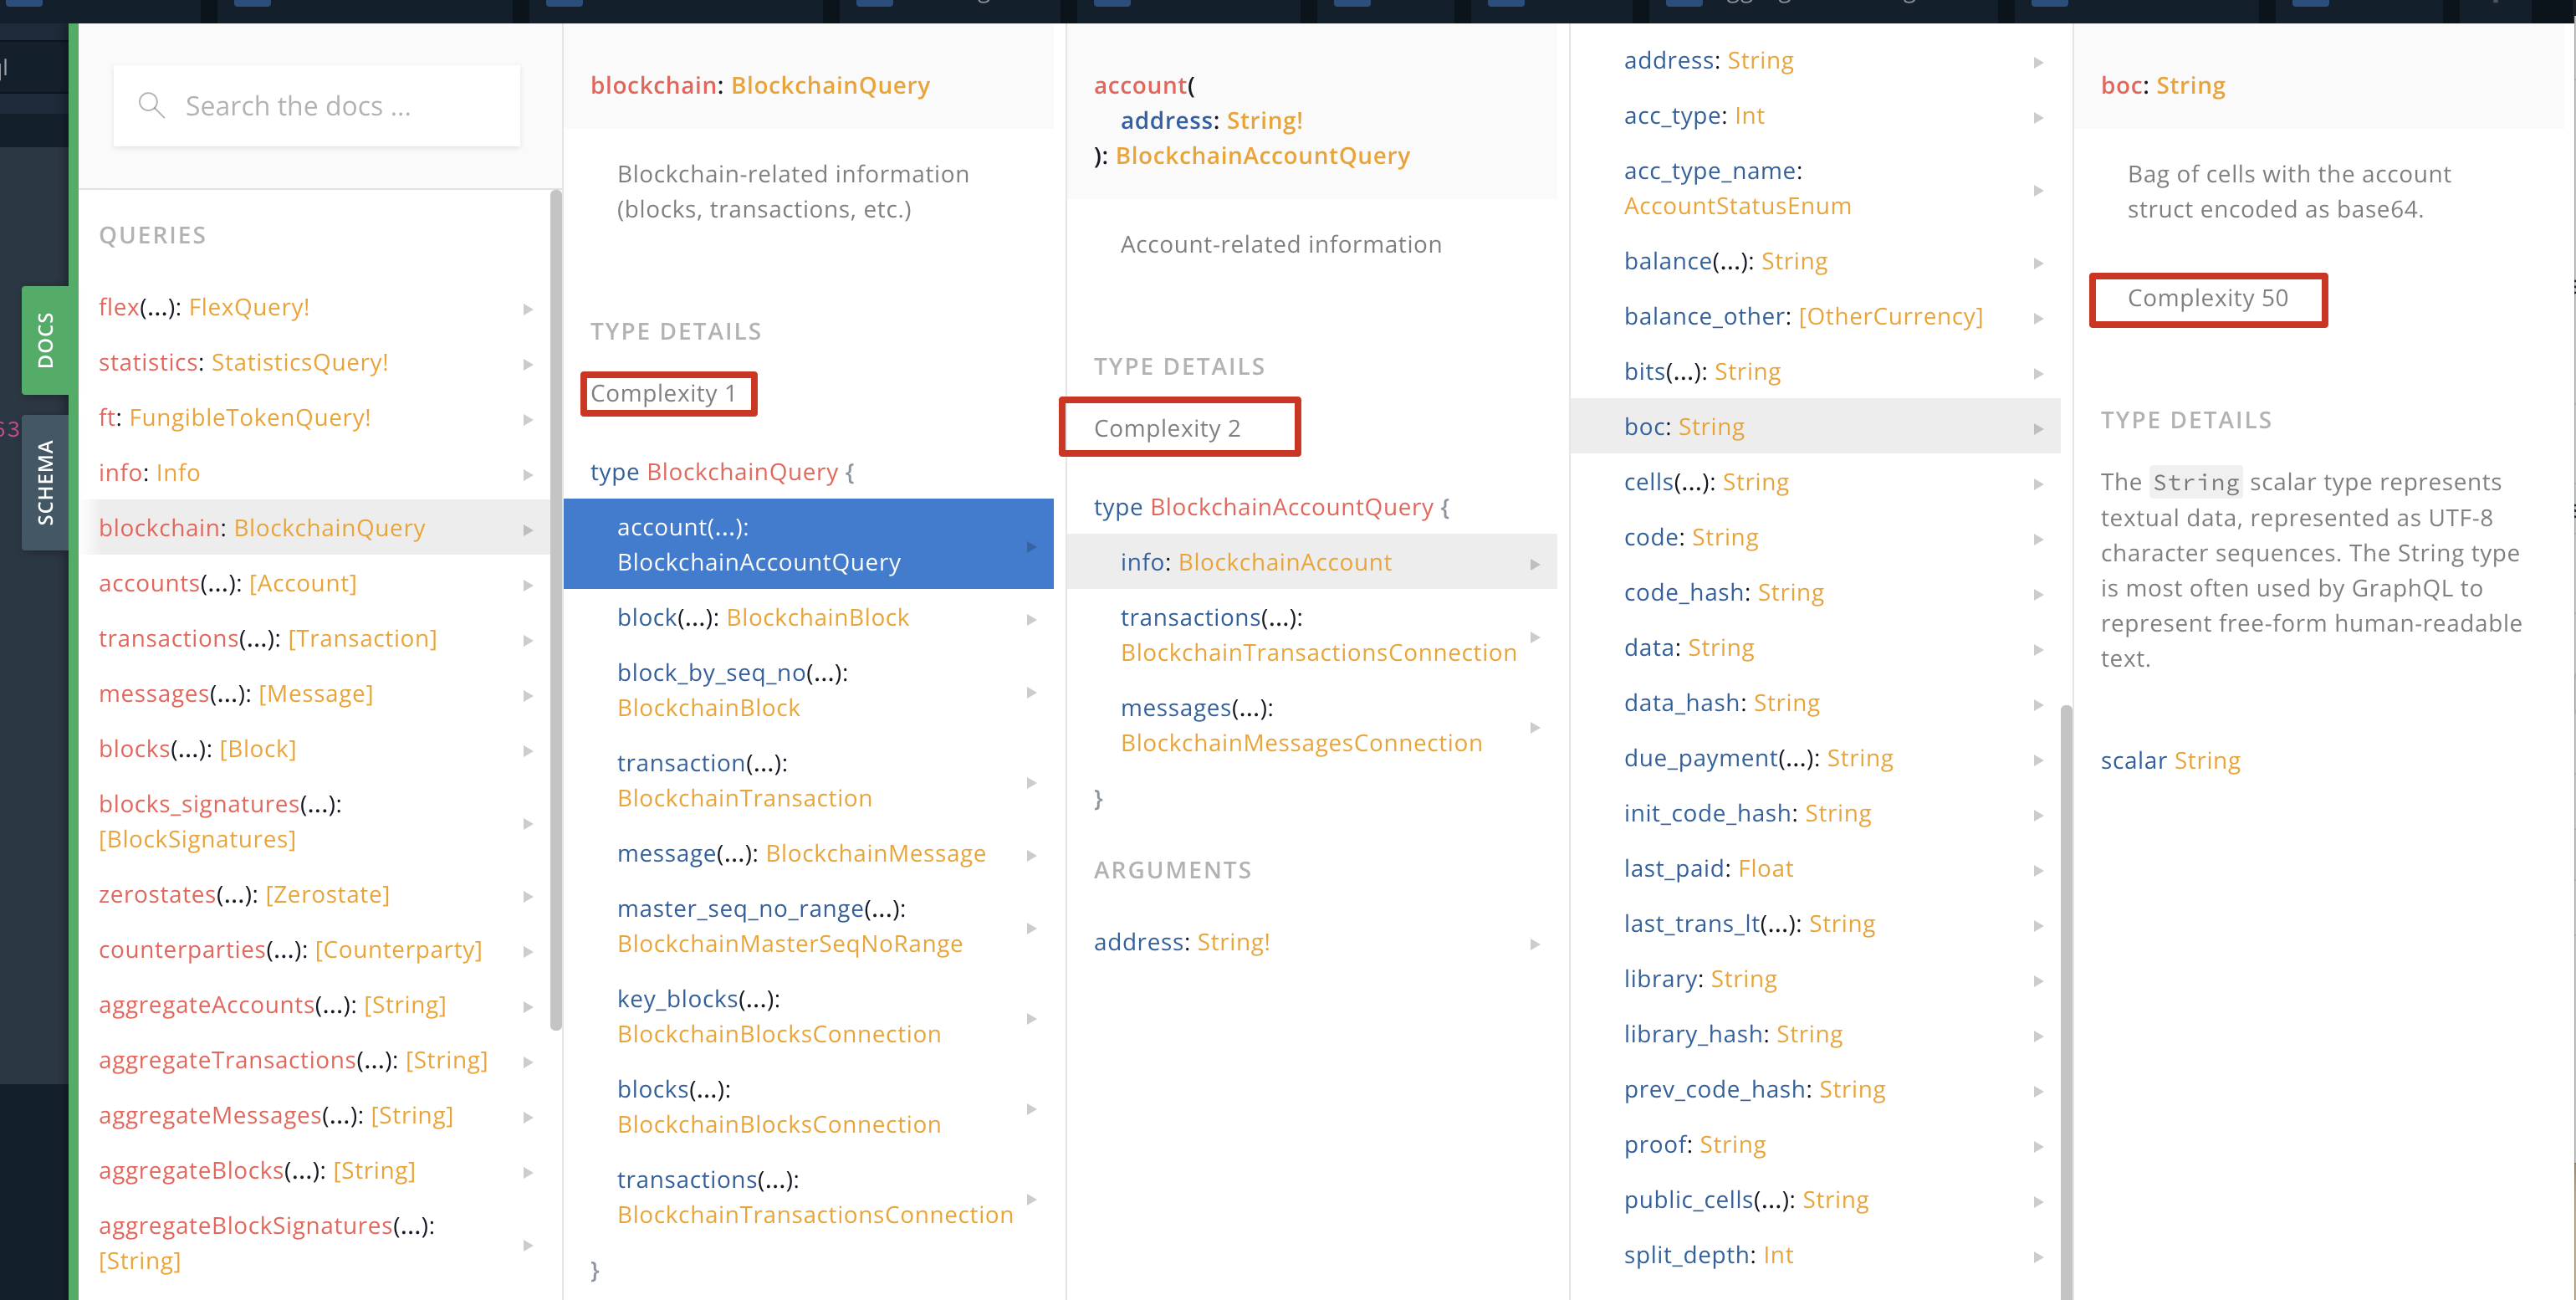 Search the docs ...
QUERIES
flex(...): FlexQuery!
statistics: StatisticsQuery!
ft: FungibleTokenQuery!
info: Info
blockchain: BlockchainQuery
accounts(...): [Account]
transactions(...): [Transaction]
messages(...): [Message]
blocks(...): [Block]
blocks_signatures(...):
[BlockSignatures]
zerostates(...): [Zerostate]
counterparties(...): [Counterparty]
aggregateAccounts(...): [String]
aggregateTransactions(...): [String]
aggregateMessages(...): [String]
aggregateBlocks(...): [String]
aggregateBlockSignatures(...):
[String]
DOCS
SCHEMA
63
blockchain: BlockchainQuery
Blockchain-related information
(blocks, transactions, etc.)
TYPE DETAILS
Complexity 1
type BlockchainQuery {
account(...):
BlockchainAccountQuery
block(...): BlockchainBlock
block_by_seq_no(...):
BlockchainBlock
transaction(...):
BlockchainTransaction
message(...): BlockchainMessage
master_seq_no_range(...):
BlockchainMasterSeqNoRange
key_blocks(...):
BlockchainBlocksConnection
blocks(...):
BlockchainBlocksConnection
transactions(...):
BlockchainTransactionsConnection
}
account(
address: String!
): BlockchainAccountQuery
Account-related information
TYPE DETAILS
Complexity 2
type BlockchainAccountQuery {
info: BlockchainAccount
transactions(...):
BlockchainTransactionsConnection
messages(...):
BlockchainMessagesConnection
}
ARGUMENTS
address: String!
address: String
acc_type: Int
acc_type_name:
AccountStatusEnum
balance(...): String
balance_other: [OtherCurrency]
bits(...): String
boc: String
cells(...): String
code: String
code_hash: String
data: String
data_hash: String
due_payment(...): String
init_code_hash: String
last_paid: Float
last_trans_lt(...): String
library: String
library_hash: String
prev_code_hash: String
proof: String
public_cells(...): String
split_depth: Int
boc: String
Bag of cells with the account
struct encoded as base64.
Complexity 50
TYPE DETAILS
The String scalar type represents
textual data, represented as UTF-8
character sequences. The String type
is most often used by GraphQL to
represent free-form human-readable
text.
scalar String